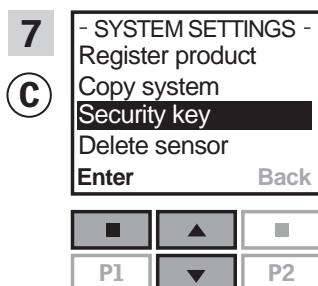 7
C
- SYSTEM SETTINGS -
Register product
Copy system
Security key
Delete sensor
Enter Back
P1 P2